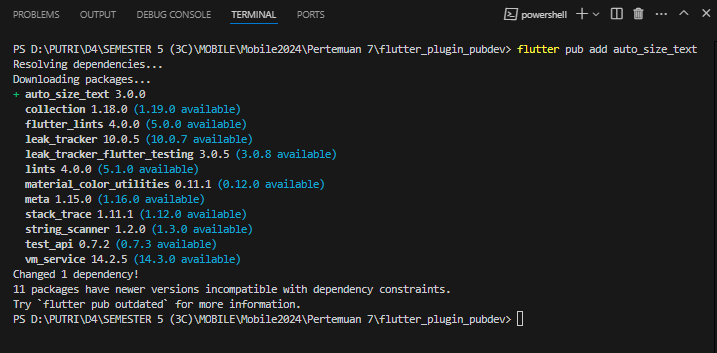 PROBLEMS OUTPUT DEBUG CONSOLE TERMINAL PORTS powershell
PS D:\PUTRI\D4\SEMESTER 5 (3C)\MOBILE\Mobile2024\Pertemuan 7\flutter_plugin_pubdev> flutter pub add auto_size_text
Resolving dependencies...
Downloading packages...
+ auto_size_text 3.0.0
collection 1.18.0 (1.19.0 available)
flutter_lints 4.0.0 (5.0.0 available)
leak_tracker 10.0.5 (10.0.7 available)
leak_tracker_flutter_testing 3.0.5 (3.0.8 available)
lints 4.0.0 (5.1.0 available)
material_color_utilities 0.11.1 (0.12.0 available)
meta 1.15.0 (1.16.0 available)
stack_trace 1.11.1 (1.12.0 available)
string_scanner 1.2.0 (1.3.0 available)
test_api 0.7.2 (0.7.3 available)
vm_service 14.2.5 (14.3.0 available)
Changed 1 dependency!
11 packages have newer versions incompatible with dependency constraints.
Try `flutter pub outdated` for more information.
PS D:\PUTRI\D4\SEMESTER 5 (3C)\MOBILE\Mobile2024\Pertemuan 7\flutter_plugin_pubdev>